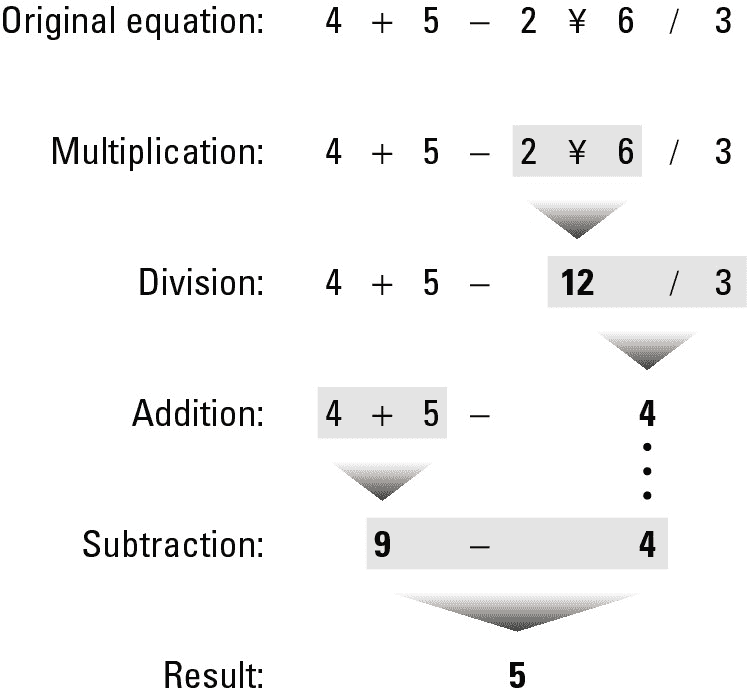 Original equation: 4 + 5 – 2 ¥ 6 / 3
Multiplication: 4 + 5 – 2 ¥ 6 / 3
Division: 4 + 5 – 12 / 3
Addition: 4 + 5 – 4
Subtraction: 9 – 4
Result: 5